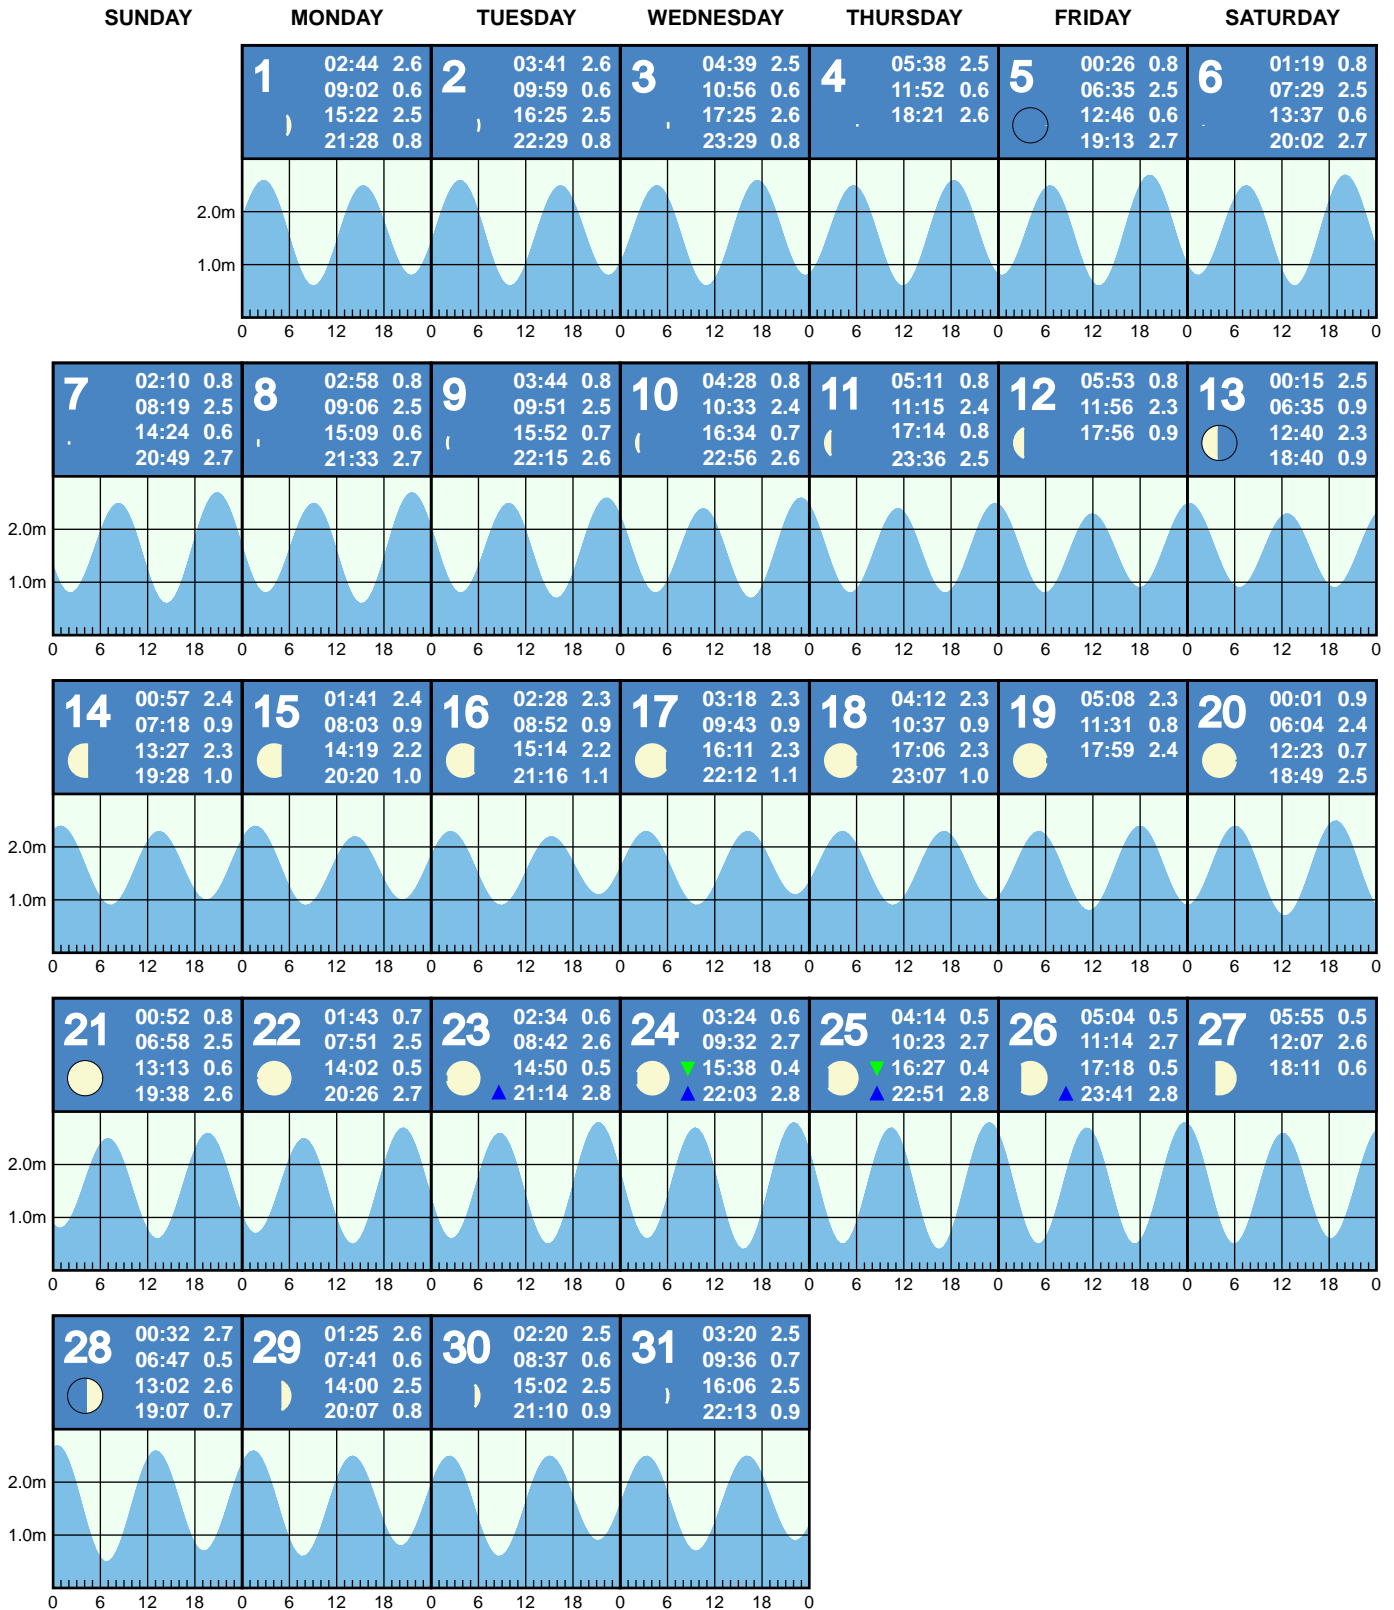 SUNDAY MONDAY TUESDAY WEDNESDAY THURSDAY FRIDAY SATURDAY
1 02:44 2.6
09:02 0.6
15:22 2.5
21:28 0.8
2 03:41 2.6
09:59 0.6
16:25 2.5
22:29 0.8
3 04:39 2.5
10:56 0.6
17:25 2.6
23:29 0.8
4 05:38 2.5
11:52 0.6
18:21 2.6
5 00:26 0.8
06:35 2.5
12:46 0.6
19:13 2.7
6 01:19 0.8
07:29 2.5
13:37 0.6
20:02 2.7
2.0m
1.0m
0 6 12 18 0 6 12 18 0 6 12 18 0 6 12 18 0 6 12 18 0 6 12 18 0
7 02:10 0.8
08:19 2.5
14:24 0.6
20:49 2.7
8 02:58 0.8
09:06 2.5
15:09 0.6
21:33 2.7
9 03:44 0.8
09:51 2.5
15:52 0.7
22:15 2.6
10 04:28 0.8
10:33 2.4
16:34 0.7
22:56 2.6
11 05:11 0.8
11:15 2.4
17:14 0.8
23:36 2.5
12 05:53 0.8
11:56 2.3
17:56 0.9
13 00:15 2.5
06:35 0.9
12:40 2.3
18:40 0.9
2.0m
1.0m
0 6 12 18 0 6 12 18 0 6 12 18 0 6 12 18 0 6 12 18 0 6 12 18 0 6 12 18 0
14 00:57 2.4
07:18 0.9
13:27 2.3
19:28 1.0
15 01:41 2.4
08:03 0.9
14:19 2.2
20:20 1.0
16 02:28 2.3
08:52 0.9
15:14 2.2
21:16 1.1
17 03:18 2.3
09:43 0.9
16:11 2.3
22:12 1.1
18 04:12 2.3
10:37 0.9
17:06 2.3
23:07 1.0
19 05:08 2.3
11:31 0.8
17:59 2.4
20 00:01 0.9
06:04 2.4
12:23 0.7
18:49 2.5
2.0m
1.0m
0 6 12 18 0 6 12 18 0 6 12 18 0 6 12 18 0 6 12 18 0 6 12 18 0 6 12 18 0
21 00:52 0.8
06:58 2.5
13:13 0.6
19:38 2.6
22 01:43 0.7
07:51 2.5
14:02 0.5
20:26 2.7
23 02:34 0.6
08:42 2.6
14:50 0.5
21:14 2.8
24 03:24 0.6
09:32 2.7
15:38 0.4
22:03 2.8
25 04:14 0.5
10:23 2.7
16:27 0.4
22:51 2.8
26 05:04 0.5
11:14 2.7
17:18 0.5
23:41 2.8
27 05:55 0.5
12:07 2.6
18:11 0.6
2.0m
1.0m
0 6 12 18 0 6 12 18 0 6 12 18 0 6 12 18 0 6 12 18 0 6 12 18 0 6 12 18 0
28 00:32 2.7
06:47 0.5
13:02 2.6
19:07 0.7
29 01:25 2.6
07:41 0.6
14:00 2.5
20:07 0.8
30 02:20 2.5
08:37 0.6
15:02 2.5
21:10 0.9
31 03:20 2.5
09:36 0.7
16:06 2.5
22:13 0.9
2.0m
1.0m
0 6 12 18 0 6 12 18 0 6 12 18 0 6 12 18 0